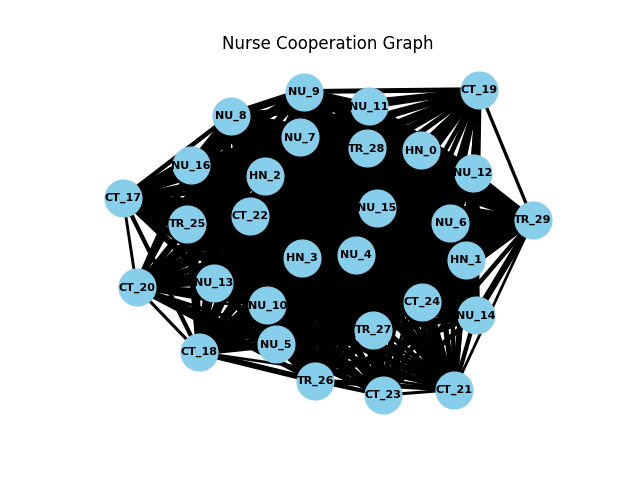 Nurse Cooperation Graph
CT_19
NU_9
NU_11
NU_8
NU_7
TR_28
HN_0
NU_16
NU_12
HN_2
CT_17
NU_15
CT_22
TR_29
NU_6
TR_25
NU_4
HN_3
HN_1
NU_13
CT_20
CT_24
NU_10
NU_14
TR_27
NU_5
CT_18
TR_26
CT_21
CT_23